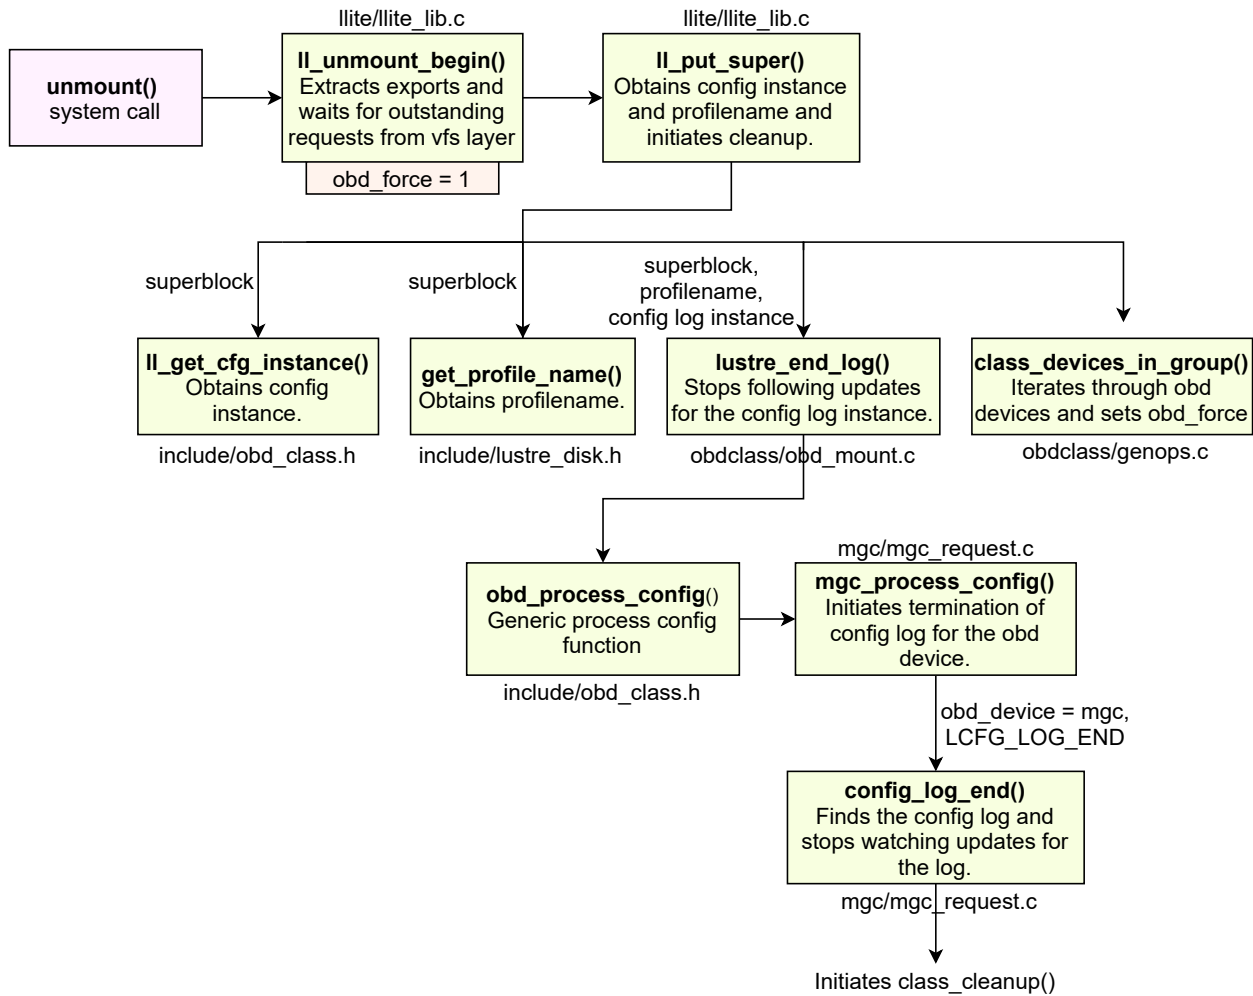 llite/llite_lib.c
llite/llite_lib.c
unmount()
system call
ll_unmount_begin()
Extracts exports and
waits for outstanding
requests from vfs layer
obd_force = 1
ll_put_super()
Obtains config instance
and profilename and
initiates cleanup.
superblock
superblock
superblock,
profilename,
config log instance
ll_get_cfg_instance()
Obtains config
instance.
include/obd_class.h
get_profile_name()
Obtains profilename.
include/lustre_disk.h
lustre_end_log()
Stops following updates
for the config log instance.
obdclass/obd_mount.c
class_devices_in_group()
Iterates through obd
devices and sets obd_force
obdclass/genops.c
obd_process_config()
Generic process config
function
include/obd_class.h
mgc/mgc_request.c
mgc_process_config()
Initiates termination of
config log for the obd
device.
obd_device = mgc,
LCFG_LOG_END
config_log_end()
Finds the config log and
stops watching updates for
the log.
mgc/mgc_request.c
Initiates class_cleanup()